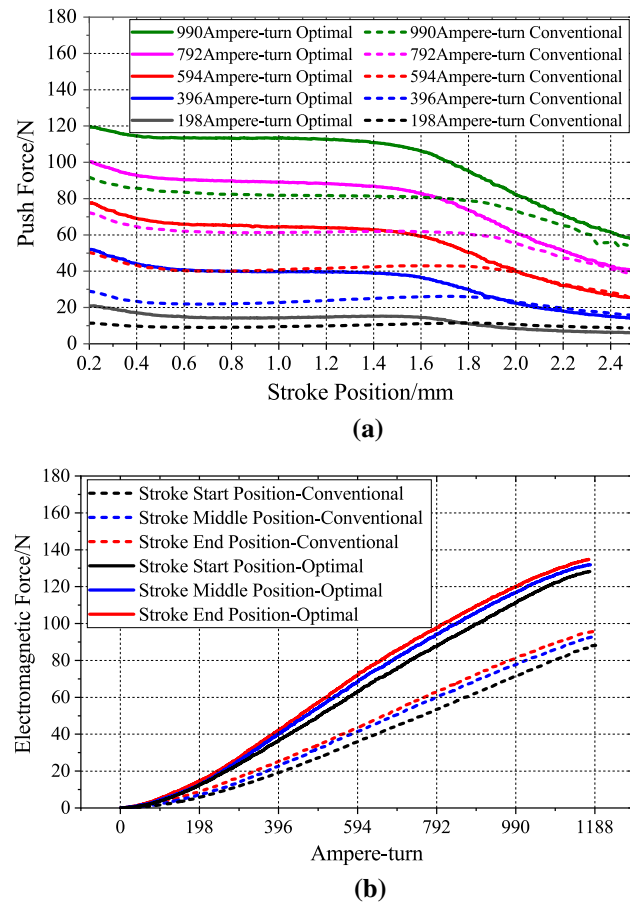 180
160
140
120
100
80
60
40
20
0
Push Force/N
990Ampere-turn Optimal
792Ampere-turn Optimal
594Ampere-turn Optimal
396Ampere-turn Optimal
198Ampere-turn Optimal
990Ampere-turn Conventional
792Ampere-turn Conventional
594Ampere-turn Conventional
396Ampere-turn Conventional
198Ampere-turn Conventional
0.2 0.4 0.6 0.8 1.0 1.2 1.4 1.6 1.8 2.0 2.2 2.4
Stroke Position/mm
(a)
180
160
140
120
100
80
60
40
20
0
Electromagnetic Force/N
Stroke Start Position-Conventional
Stroke Middle Position-Conventional
Stroke End Position-Conventional
Stroke Start Position-Optimal
Stroke Middle Position-Optimal
Stroke End Position-Optimal
0 198 396 594 792 990 1188
Ampere-turn
(b)